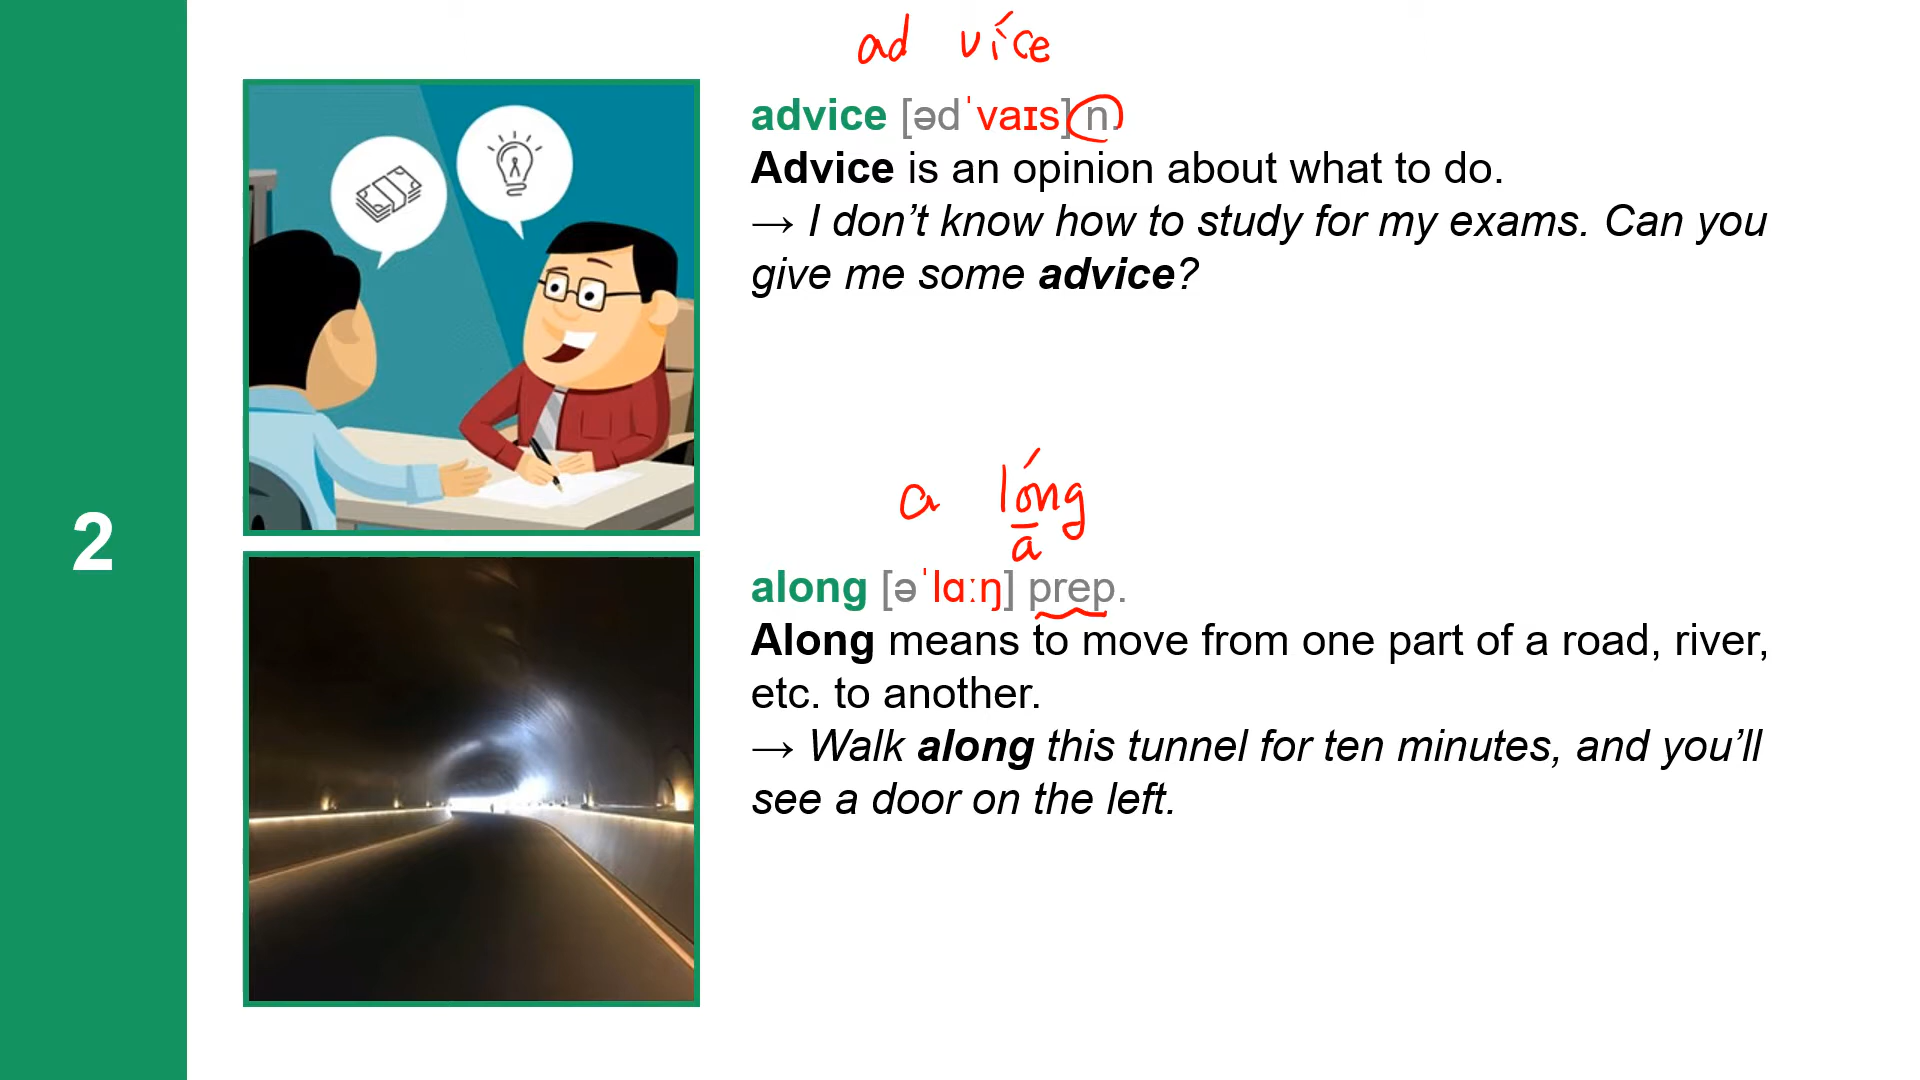 ad více
advice [ədˈvaɪs] n.
Advice is an opinion about what to do.
→ I don’t know how to study for my exams. Can you
give me some advice?
2
a lóng
a
along [əˈlɑːŋ] prep.
Along means to move from one part of a road, river,
etc. to another.
→ Walk along this tunnel for ten minutes, and you’ll
see a door on the left.